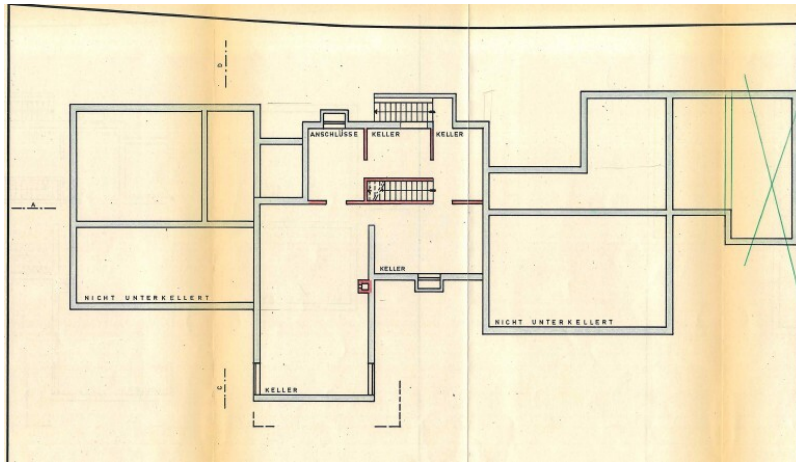 D
ANSCHLÜSSE
KELLER
KELLER
A
KELLER
NICHT UNTERKELLERT
NICHT UNTERKELLERT
C
KELLER